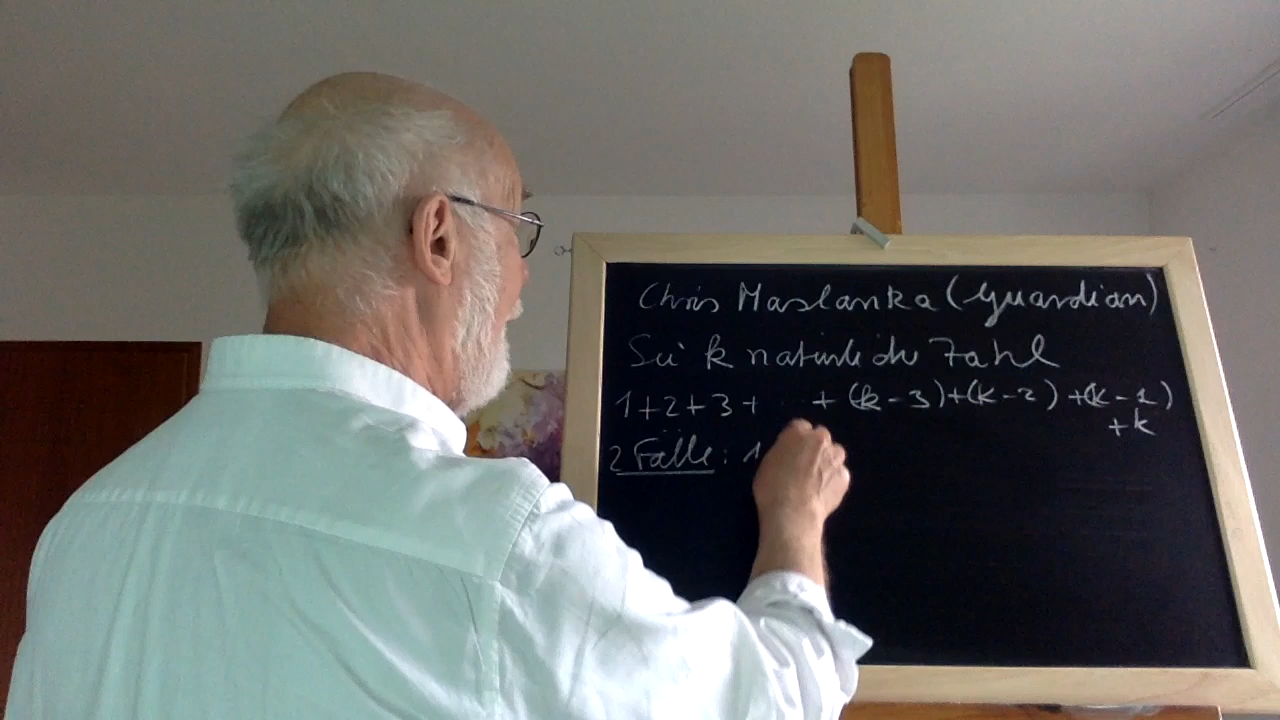 Chris Maslanka (Guardian)
Sei k natürliche Zahl
1+2+3+ ... +(k-3)+(k-2)+(k-1)
+k
2 Fälle: 1